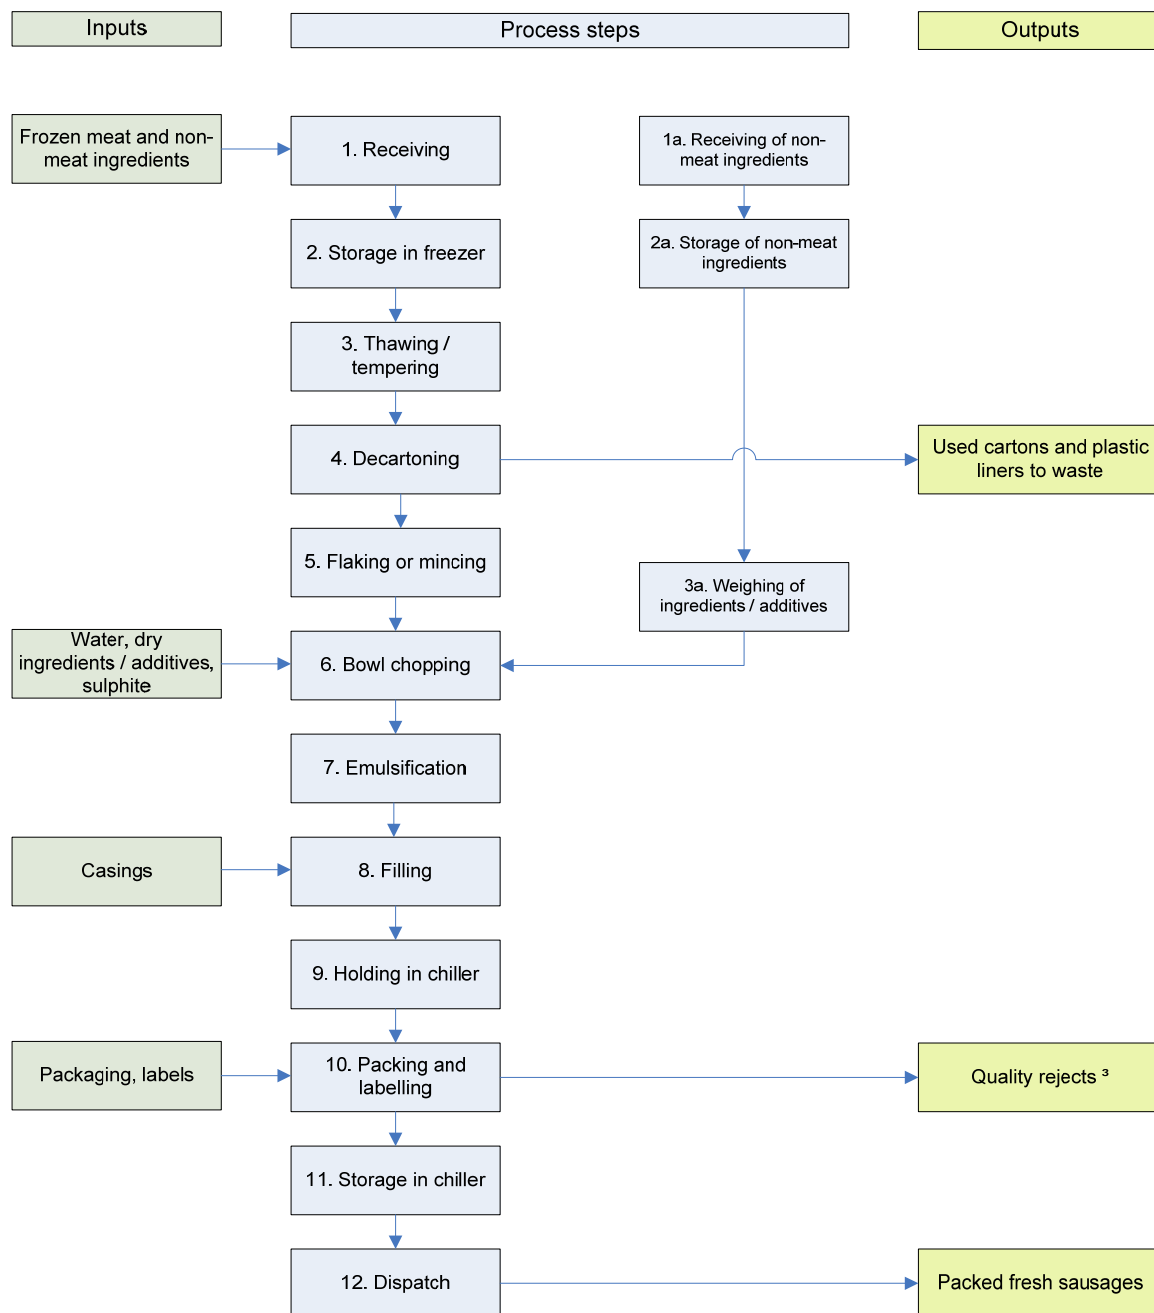 Inputs
Process steps
Outputs
Frozen meat and non-
meat ingredients
1. Receiving
1a. Receiving of non-
meat ingredients
2. Storage in freezer
2a. Storage of non-meat
ingredients
3. Thawing /
tempering
4. Decartoning
Used cartons and plastic
liners to waste
5. Flaking or mincing
3a. Weighing of
ingredients / additives
Water, dry
ingredients / additives,
sulphite
6. Bowl chopping
7. Emulsification
Casings
8. Filling
9. Holding in chiller
Packaging, labels
10. Packing and
labelling
Quality rejects ³
11. Storage in chiller
12. Dispatch
Packed fresh sausages